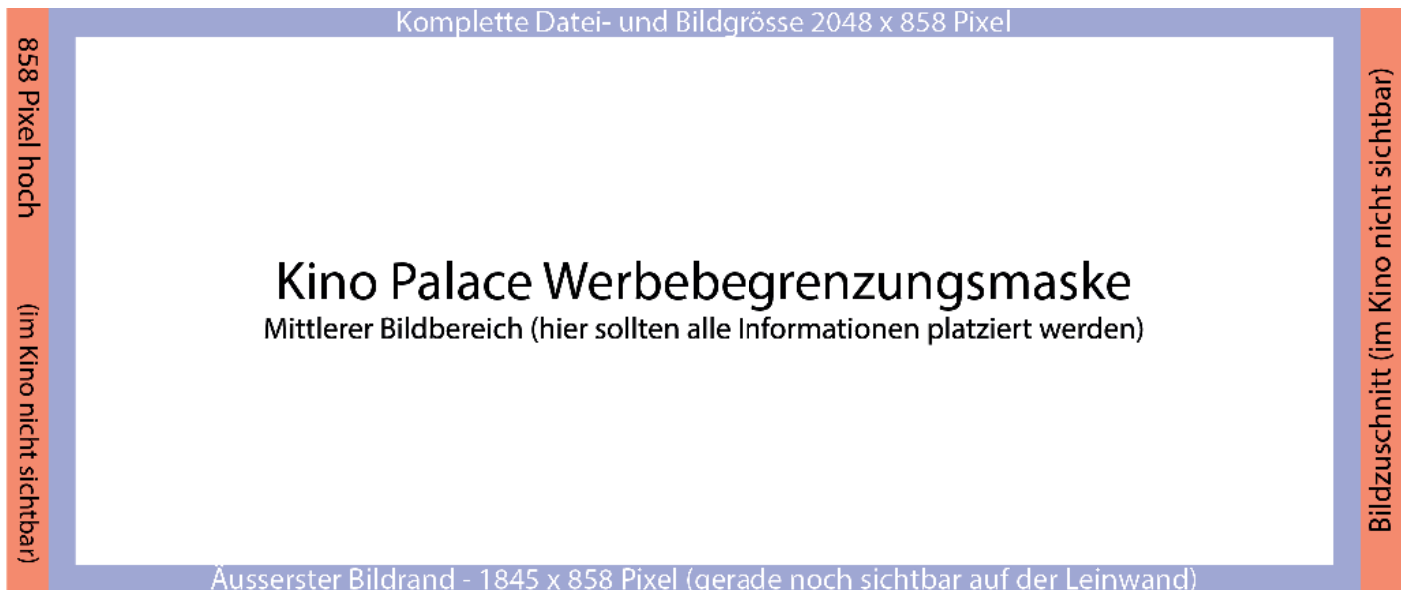 Komplette Datei- und Bildgrösse 2048 x 858 Pixel
858 Pixel hoch (im Kino nicht sichtbar)
Kino Palace Werbebegrenzungsmaske
Mittlerer Bildbereich (hier sollten alle Informationen platziert werden)
Bildzuschnitt (im Kino nicht sichtbar)
Äusserster Bildrand - 1845 x 858 Pixel (gerade noch sichtbar auf der Leinwand)